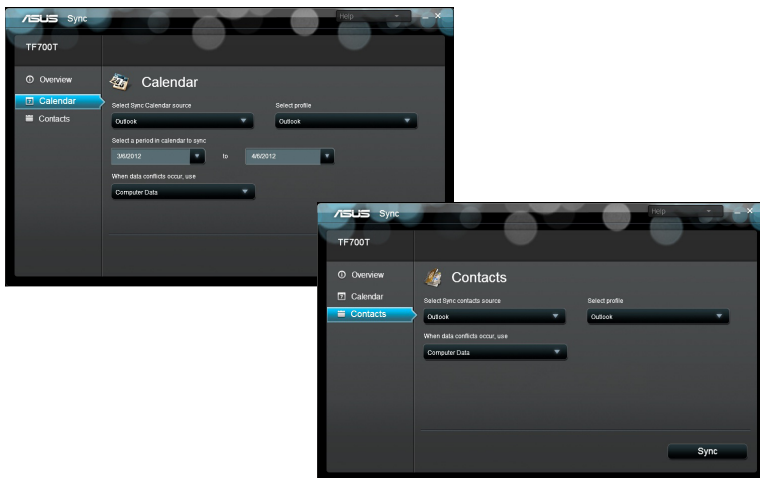 ASUS Sync
Help
TF700T
Overview
Calendar
Contacts
Calendar
Select Sync Calendar source
Select profile
Outlook
Outlook
Select a period in calendar to sync
3/6/2012 to 4/6/2012
When data conflicts occur, use
Computer Data
ASUS Sync
Help
TF700T
Overview
Calendar
Contacts
Contacts
Select Sync contacts source
Select profile
Outlook
Outlook
When data conflicts occur, use
Computer Data
Sync